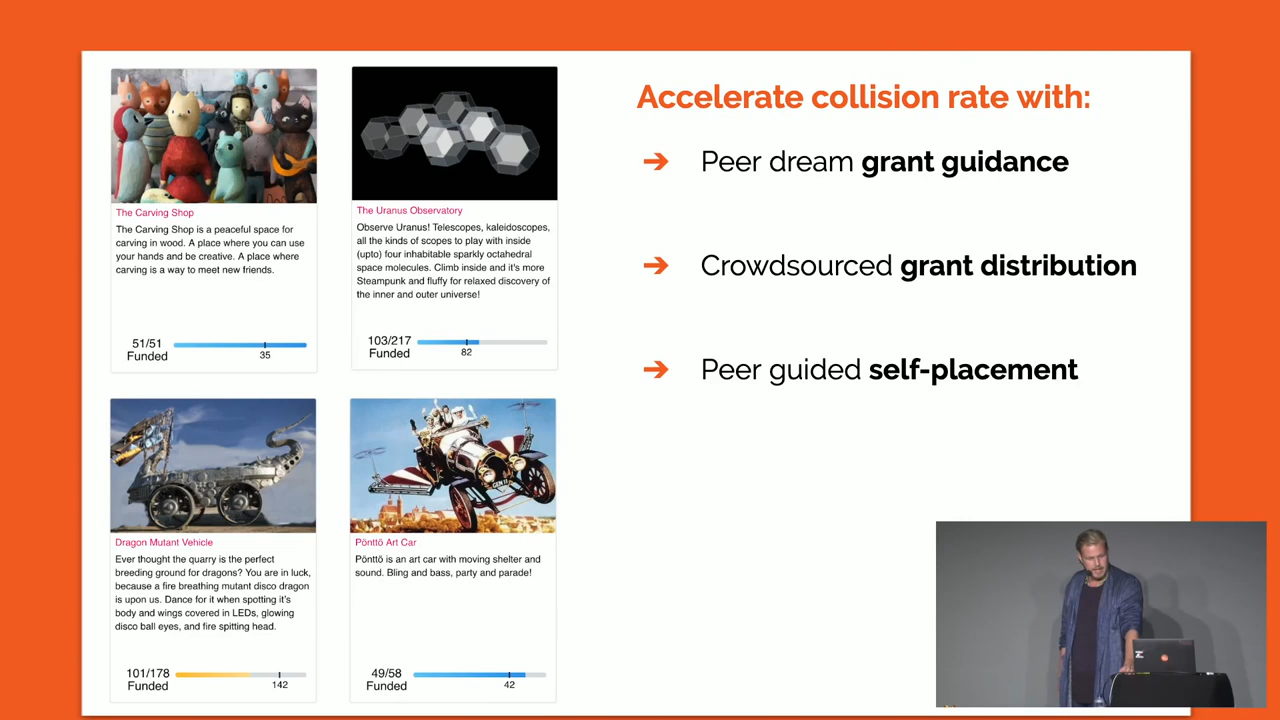 Accelerate collision rate with:
➔ Peer dream grant guidance
➔ Crowdsourced grant distribution
➔ Peer guided self-placement
The Carving Shop
The Carving Shop is a peaceful space for
carving in wood. A place where you can use
your hands and be creative. A place where
carving is a way to meet new friends.
51/51
Funded
35
The Uranus Observatory
Observe Uranus! Telescopes, kaleidoscopes,
all the kinds of scopes to play with inside
(upto) four inhabitable sparkly octahedral
space molecules. Climb inside and it's more
Steampunk and fluffy for relaxed discovery of
the inner and outer universe!
103/217
Funded
82
Dragon Mutant Vehicle
Ever thought the quarry is the perfect
breeding ground for dragons? You are in luck,
because a fire breathing mutant disco dragon
is upon us. Dance for it when spotting it's
body and wings covered in LEDs, glowing
disco ball eyes, and fire spitting head.
101/178
Funded
142
GEN 11
Pönttö Art Car
Pönttö is an art car with moving shelter and
sound. Bling and bass, party and parade!
49/58
Funded
42